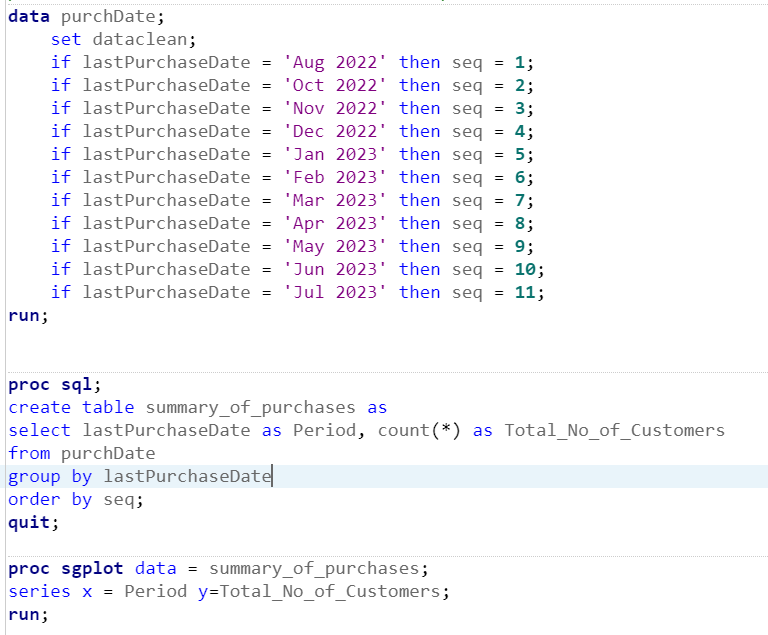 data purchDate;
    set dataclean;
    if lastPurchaseDate = 'Aug 2022' then seq = 1;
    if lastPurchaseDate = 'Oct 2022' then seq = 2;
    if lastPurchaseDate = 'Nov 2022' then seq = 3;
    if lastPurchaseDate = 'Dec 2022' then seq = 4;
    if lastPurchaseDate = 'Jan 2023' then seq = 5;
    if lastPurchaseDate = 'Feb 2023' then seq = 6;
    if lastPurchaseDate = 'Mar 2023' then seq = 7;
    if lastPurchaseDate = 'Apr 2023' then seq = 8;
    if lastPurchaseDate = 'May 2023' then seq = 9;
    if lastPurchaseDate = 'Jun 2023' then seq = 10;
    if lastPurchaseDate = 'Jul 2023' then seq = 11;
run;
proc sql;
create table summary_of_purchases as
select lastPurchaseDate as Period, count(*) as Total_No_of_Customers
from purchDate
group by lastPurchaseDate
order by seq;
quit;
proc sgplot data = summary_of_purchases;
series x = Period y=Total_No_of_Customers;
run;